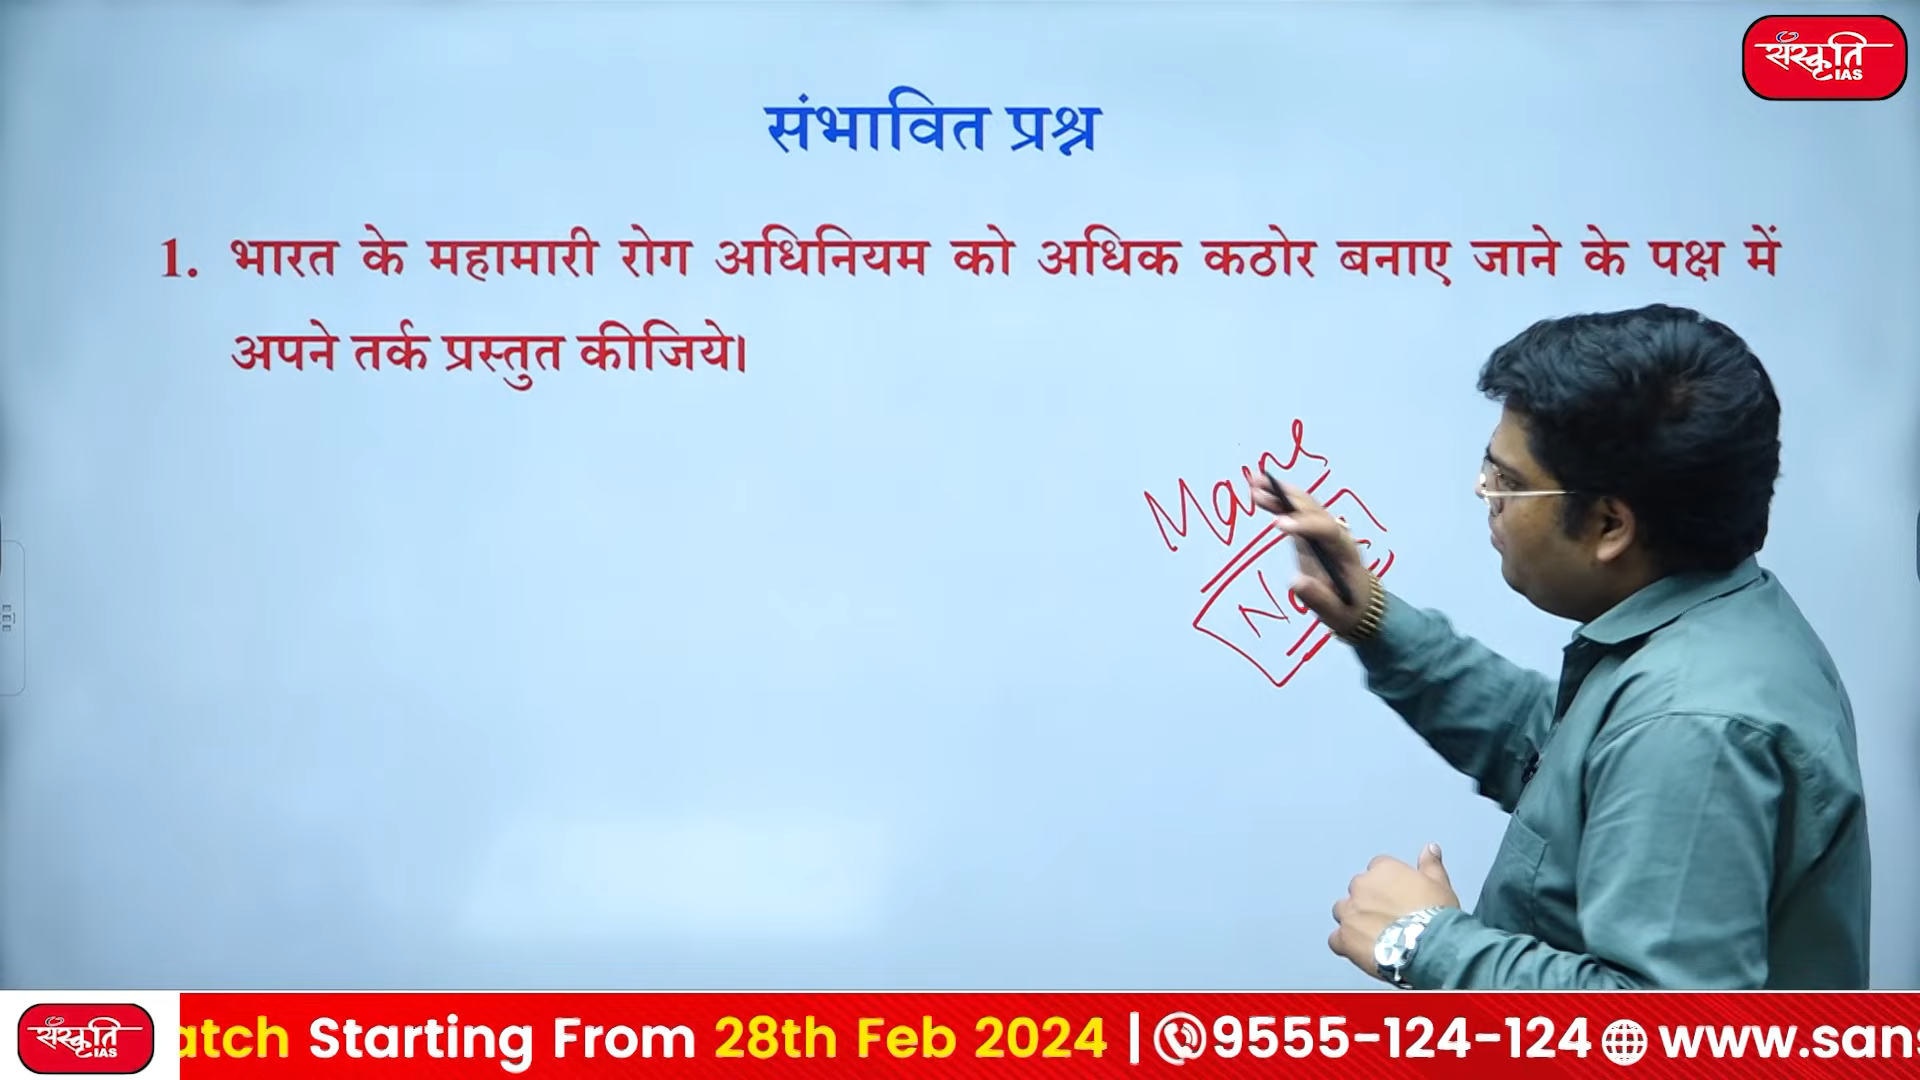 संस्कृति
IAS
संभावित प्रश्न
1. भारत के महामारी रोग अधिनियम को अधिक कठोर बनाए जाने के पक्ष में
अपने तर्क प्रस्तुत कीजिये।
Mains
संस्कृति
IAS
atch Starting From 28th Feb 2024 | 9555-124-124 www.sans